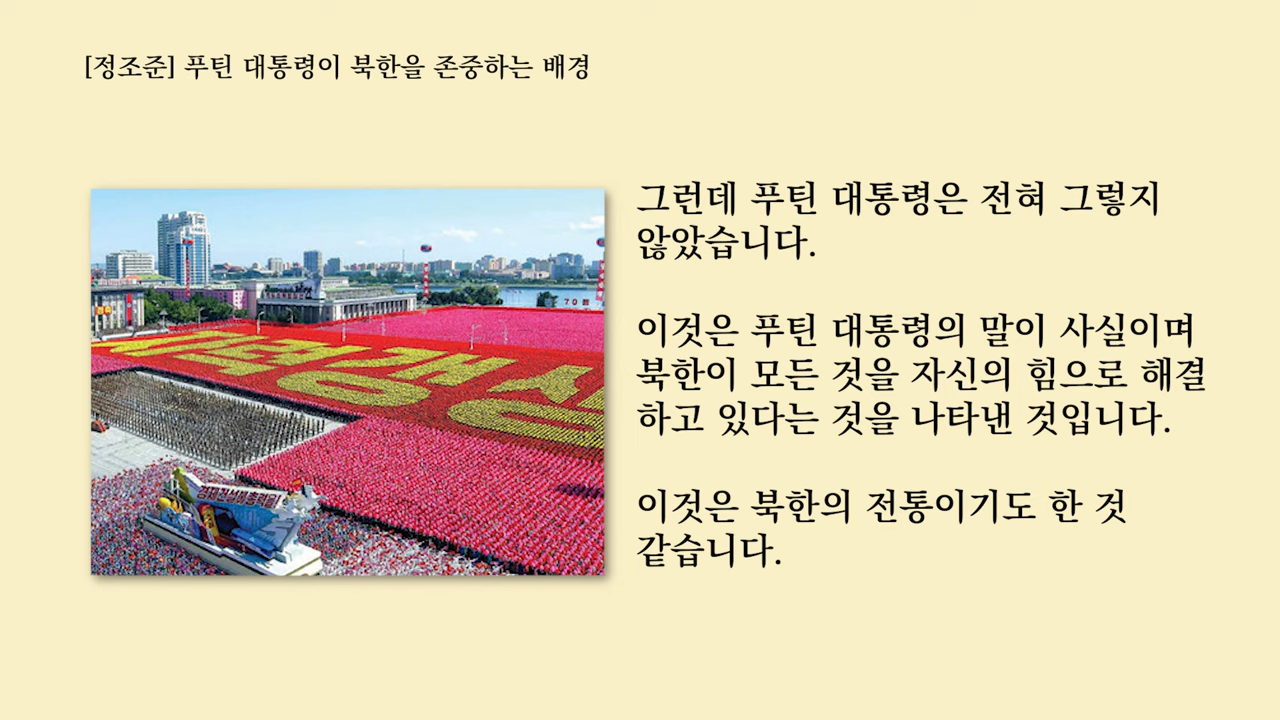 [정조준] 푸틴 대통령이 북한을 존중하는 배경
그런데 푸틴 대통령은 전혀 그렇지
않았습니다.
이것은 푸틴 대통령의 말이 사실이며
북한이 모든 것을 자신의 힘으로 해결
하고 있다는 것을 나타낸 것입니다.
이것은 북한의 전통이기도 한 것
같습니다.
70